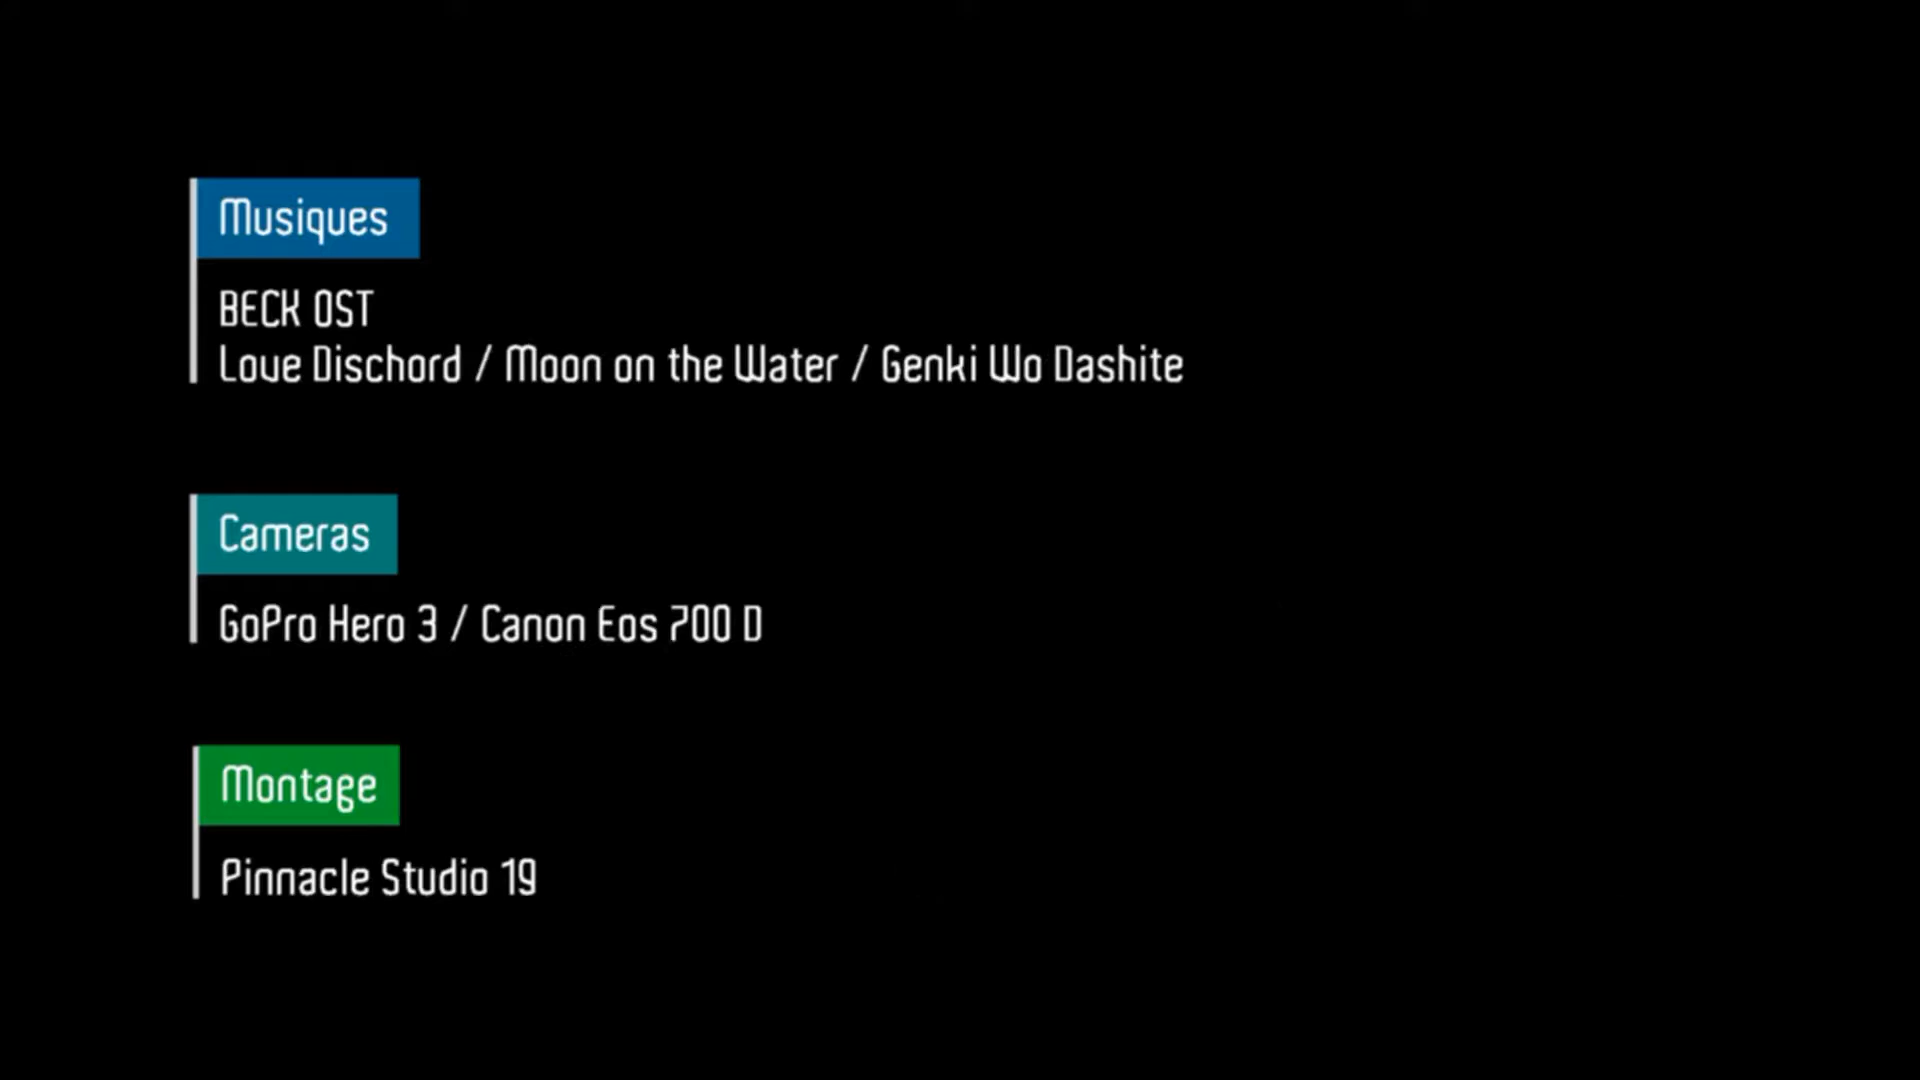 Musiques
BECK OST
Love Dischord / Moon on the Water / Genki Wo Dashite
Cameras
GoPro Hero 3 / Canon Eos 700 D
Montage
Pinnacle Studio 19